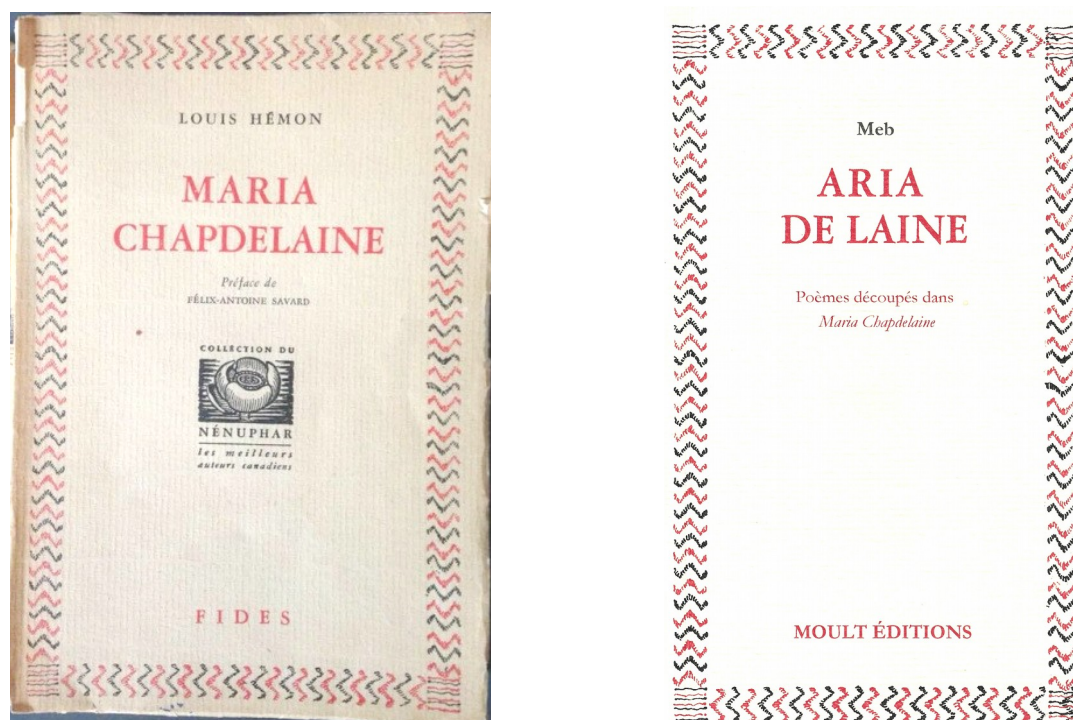 LOUIS HÉMON
MARIA
CHAPDELAINE
Préface de
FÉLIX-ANTOINE SAVARD
COLLECTION DU
NÉNUPHAR
les meilleurs
auteurs canadiens
FIDES
Meb
ARIA
DE LAINE
Poèmes découpés dans
Maria Chapdelaine
MOULT ÉDITIONS